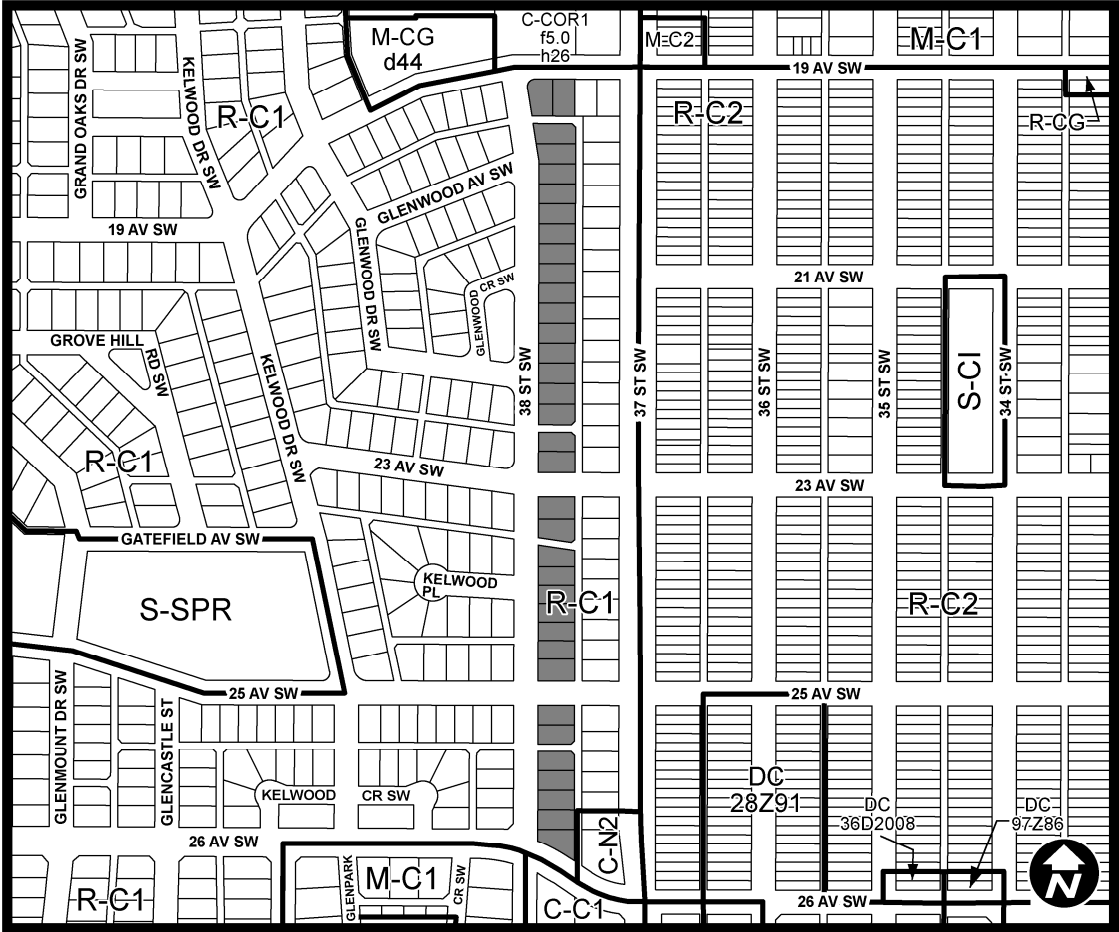 M-CG
d44
C-COR1
f5.0
h26
M-C2
M-C1
19 AV SW
R-CG
GRAND OAKS DR SW
KELWOOD DR SW
R-C1
R-C2
GLENWOOD AV SW
19 AV SW
GLENWOOD DR SW
GLENWOOD
CR SW
21 AV SW
GROVE HILL
RD SW
KELWOOD DR SW
38 ST SW
37 ST SW
36 ST SW
35 ST SW
S-CI
34 ST SW
R-C1
23 AV SW
23 AV SW
GATEFIELD AV SW
KELWOOD
PL
S-SPR
R-C1
R-C2
25 AV SW
25 AV SW
GLENMOUNT DR SW
GLENCASTLE ST
KELWOOD
CR SW
DC
28Z91
DC
36D2008
DC
97Z86
26 AV SW
C-N2
R-C1
GLENPARK
M-C1
CR SW
C-C1
26 AV SW
N